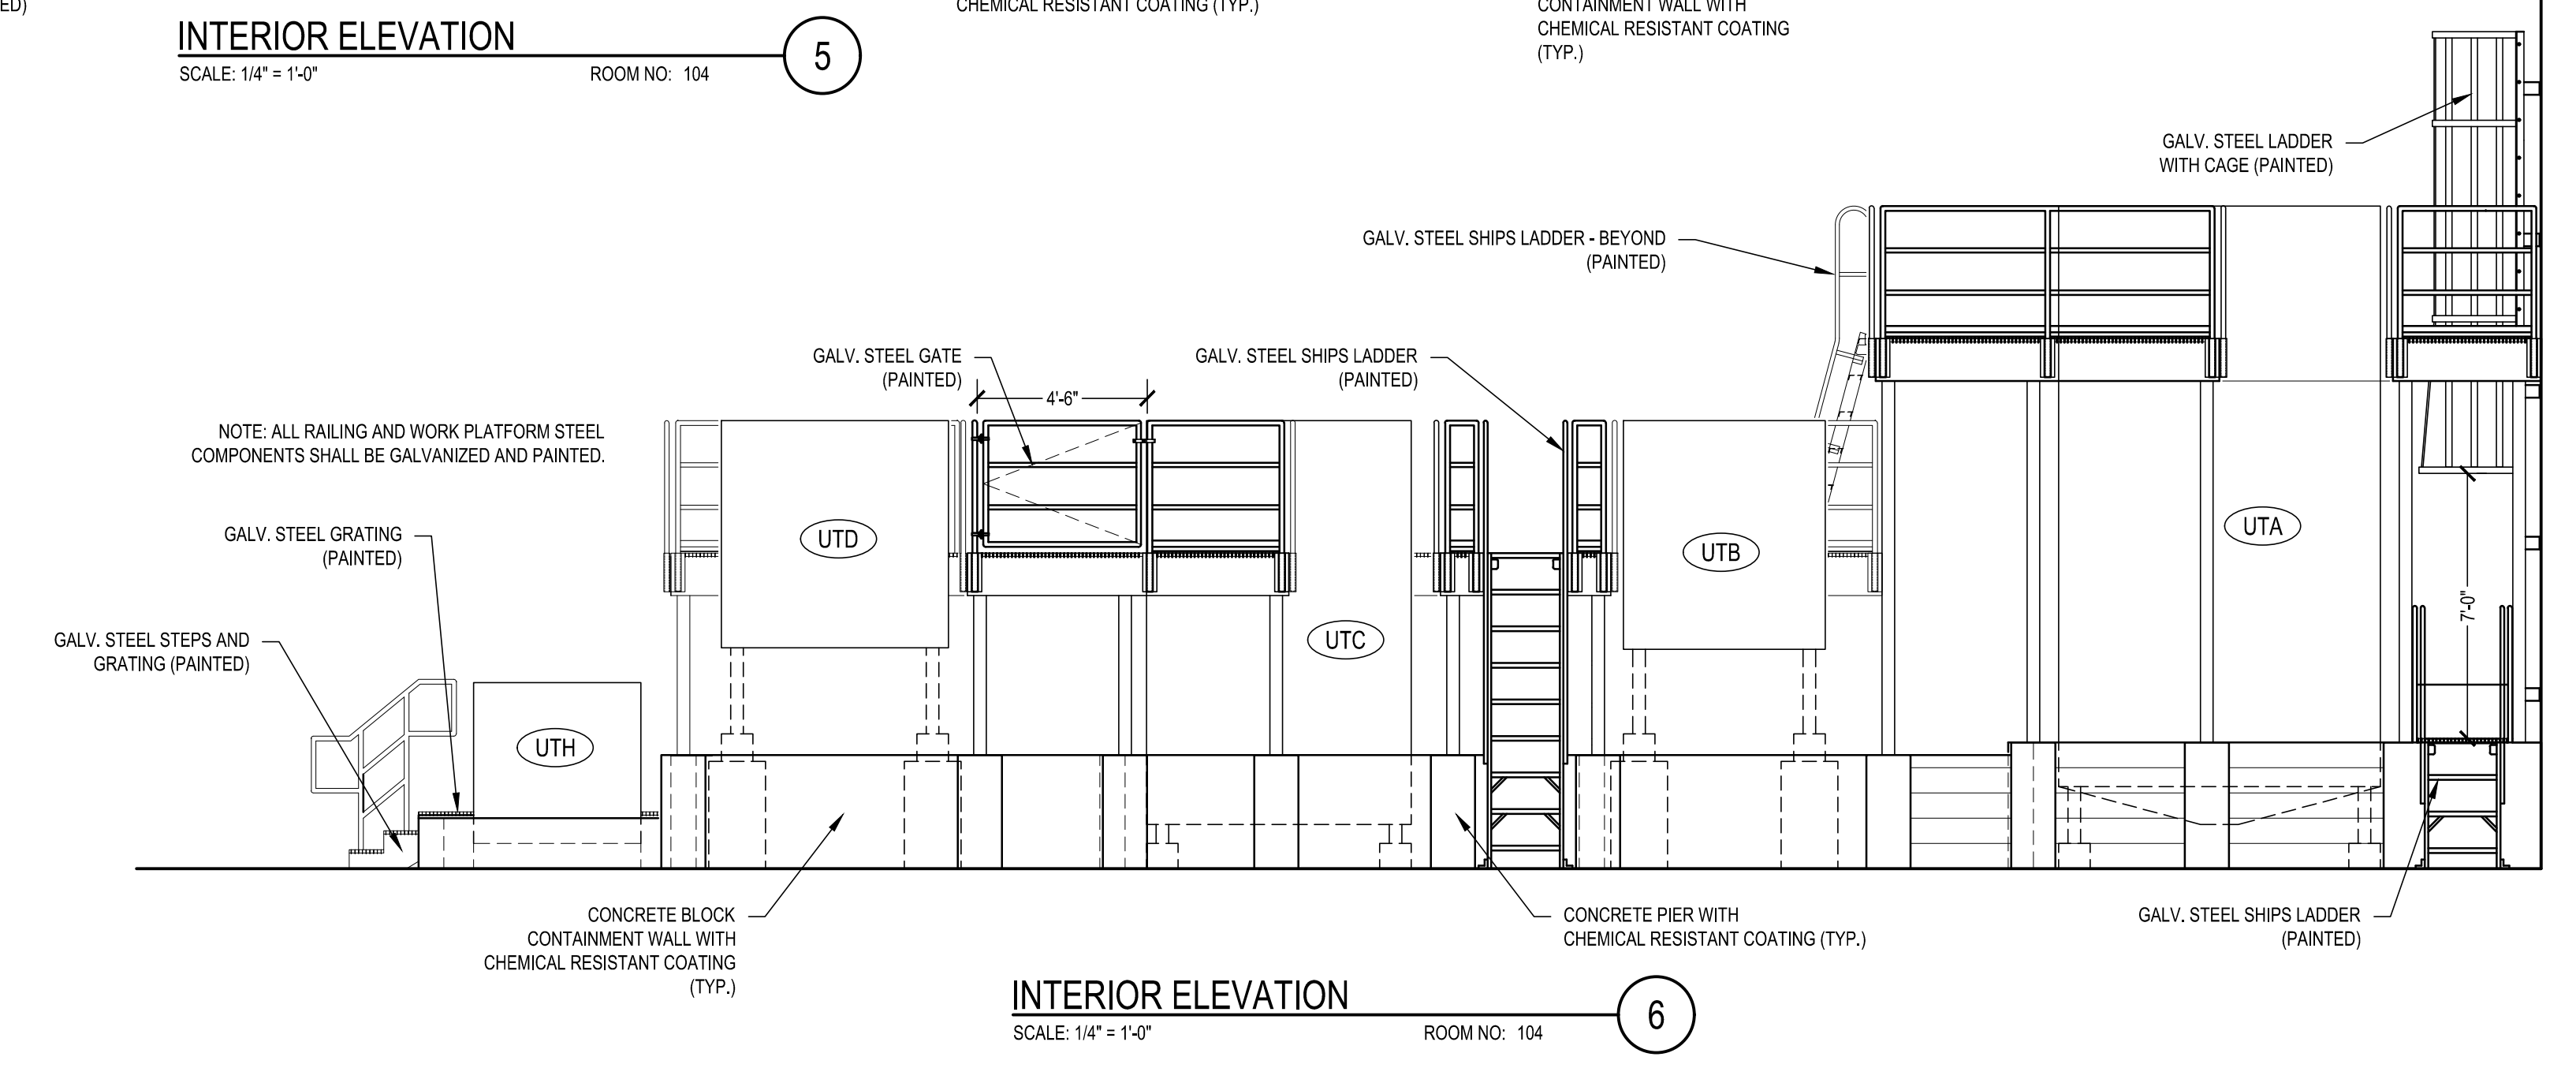 ED)
CHEMICAL RESISTANT COATING (TYP.)
CONTAINMENT WALL WITH
CHEMICAL RESISTANT COATING
(TYP.)
INTERIOR ELEVATION
SCALE: 1/4" = 1'-0"
ROOM NO: 104
5
GALV. STEEL LADDER
WITH CAGE (PAINTED)
GALV. STEEL SHIPS LADDER - BEYOND
(PAINTED)
GALV. STEEL GATE
(PAINTED)
4'-6"
GALV. STEEL SHIPS LADDER
(PAINTED)
NOTE: ALL RAILING AND WORK PLATFORM STEEL
COMPONENTS SHALL BE GALVANIZED AND PAINTED.
GALV. STEEL GRATING
(PAINTED)
GALV. STEEL STEPS AND
GRATING (PAINTED)
UTH
UTD
UTC
UTB
UTA
7'-0"
CONCRETE BLOCK
CONTAINMENT WALL WITH
CHEMICAL RESISTANT COATING
(TYP.)
CONCRETE PIER WITH
CHEMICAL RESISTANT COATING (TYP.)
GALV. STEEL SHIPS LADDER
(PAINTED)
INTERIOR ELEVATION
SCALE: 1/4" = 1'-0"
ROOM NO: 104
6